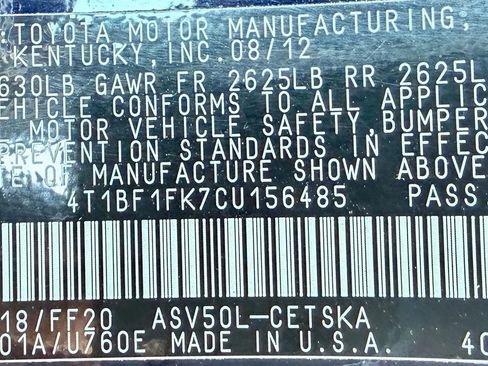 TOYOTA MOTOR MANUFACTURING,
KENTUCKY, INC. 08/12
630LB GAWR FR 2625LB RR 2625L
EHICLE CONFORMS TO ALL APPLIC
MOTOR VEHICLE SAFETY, BUMPER
PREVENTION STANDARDS IN EFFEC
E OF MANUFACTURE SHOWN ABOVE
4T1BF1FK7CU156485 PASS
18/FF20 ASV50L-CETSKA
01A/U760E MADE IN U.S.A. 40